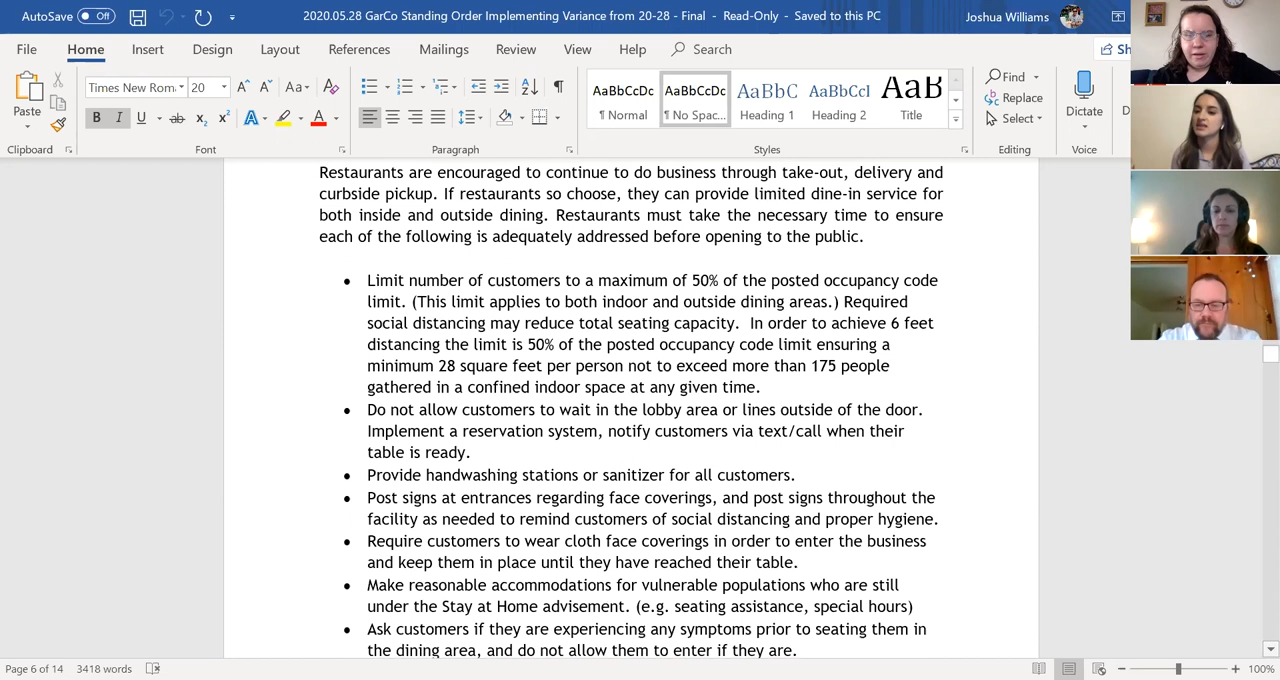 AutoSave Off 2020.05.28 GarCo Standing Order Implementing Variance from 20-28 - Final - Read-Only - Saved to this PC Joshua Williams
File Home Insert Design Layout References Mailings Review View Help Search Sh
Paste
Times New Rom 20 Aa
B I U ab x₂ x² A A
AaBbCcDc AaBbCcDc AaBbC AaBbCcI AaB
¶ Normal ¶ No Spac... Heading 1 Heading 2 Title
Find
Replace
Select
Dictate D
Clipboard Font Paragraph Styles Editing Voice
Restaurants are encouraged to continue to do business through take-out, delivery and
curbside pickup. If restaurants so choose, they can provide limited dine-in service for
both inside and outside dining. Restaurants must take the necessary time to ensure
each of the following is adequately addressed before opening to the public.
• Limit number of customers to a maximum of 50% of the posted occupancy code
limit. (This limit applies to both indoor and outside dining areas.) Required
social distancing may reduce total seating capacity.  In order to achieve 6 feet
distancing the limit is 50% of the posted occupancy code limit ensuring a
minimum 28 square feet per person not to exceed more than 175 people
gathered in a confined indoor space at any given time.
• Do not allow customers to wait in the lobby area or lines outside of the door.
Implement a reservation system, notify customers via text/call when their
table is ready.
• Provide handwashing stations or sanitizer for all customers.
• Post signs at entrances regarding face coverings, and post signs throughout the
facility as needed to remind customers of social distancing and proper hygiene.
• Require customers to wear cloth face coverings in order to enter the business
and keep them in place until they have reached their table.
• Make reasonable accommodations for vulnerable populations who are still
under the Stay at Home advisement. (e.g. seating assistance, special hours)
• Ask customers if they are experiencing any symptoms prior to seating them in
the dining area, and do not allow them to enter if they are.
Page 6 of 14 3418 words 100%